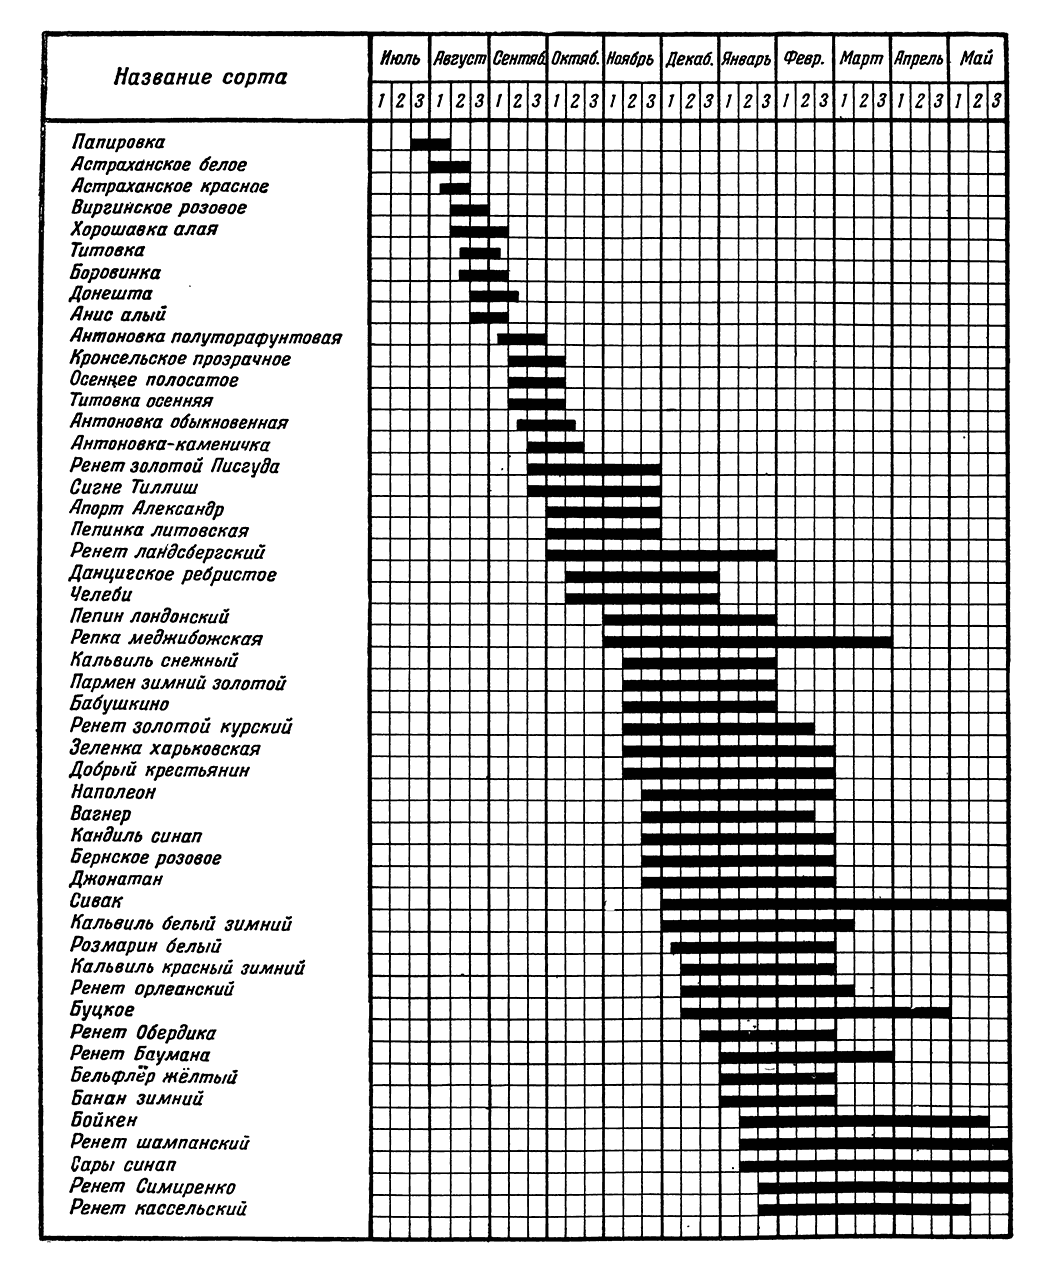 Название сорта
Июль Август Сентяб. Октяб. Ноябрь Декаб. Январь Февр. Март Апрель Май
1 2 3 1 2 3 1 2 3 1 2 3 1 2 3 1 2 3 1 2 3 1 2 3 1 2 3 1 2 3 1 2 3
Папировка
Астраханское белое
Астраханское красное
Виргинское розовое
Хорошавка алая
Титовка
Боровинка
Донешта
Анис алый
Антоновка полуторафунтовая
Кронсельское прозрачное
Осеннее полосатое
Титовка осенняя
Антоновка обыкновенная
Антоновка-каменичка
Ренет золотой Писгуда
Сигне Тиллиш
Апорт Александр
Пепинка литовская
Ренет ландсбергский
Данцигское ребристое
Челеби
Пепин лондонский
Репка меджибожская
Кальвиль снежный
Пармен зимний золотой
Бабушкино
Ренет золотой курский
Зеленка харьковская
Добрый крестьянин
Наполеон
Вагнер
Кандиль синап
Бернское розовое
Джонатан
Сивак
Кальвиль белый зимний
Розмарин белый
Кальвиль красный зимний
Ренет орлеанский
Буцкое
Ренет Обердика
Ренет Баумана
Бельфлёр жёлтый
Банан зимний
Бойкен
Ренет шампанский
Сары синап
Ренет Симиренко
Ренет кассельский